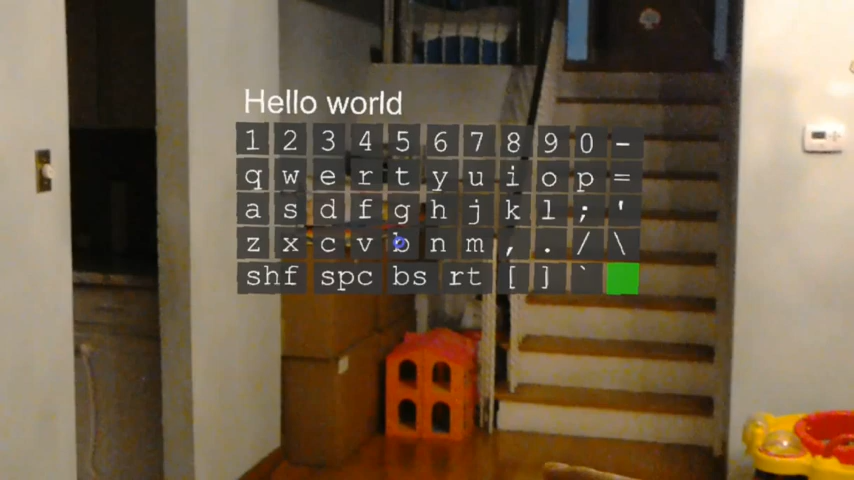 Hello world
1 2 3 4 5 6 7 8 9 0 -
q w e r t y u i o p =
a s d f g h j k l ; '
z x c v b n m , . / \
shf spc bs rt [ ] `